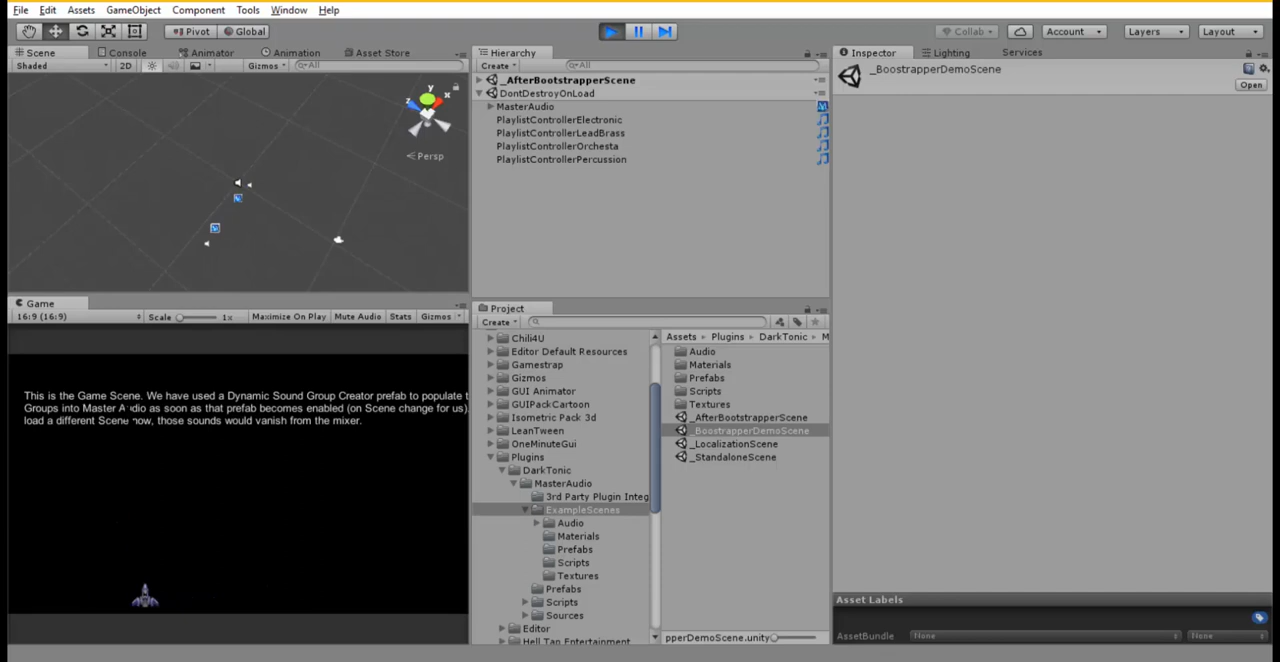 File Edit Assets GameObject Component Tools Window Help
Pivot Global Collab Account Layers Layout
Scene Console Animator Animation Asset Store
Shaded 2D Gizmos All
y
x
z
Persp
Game
16:9 (16:9) Scale 1x Maximize On Play Mute Audio Stats Gizmos
This is the Game Scene. We have used a Dynamic Sound Group Creator prefab to populate t
Groups into Master Audio as soon as that prefab becomes enabled (on Scene change for us).
load a different Scene now, those sounds would vanish from the mixer.
Hierarchy
Create All
_AfterBootstrapperScene
DontDestroyOnLoad
MasterAudio
PlaylistControllerElectronic
PlaylistControllerLeadBrass
PlaylistControllerOrchesta
PlaylistControllerPercussion
Project
Create
Chili4U
Editor Default Resources
Gamestrap
Gizmos
GUI Animator
GUIPackCartoon
Isometric Pack 3d
LeanTween
OneMinuteGui
Plugins
DarkTonic
MasterAudio
3rd Party Plugin Integ
ExampleScenes
Audio
Materials
Prefabs
Scripts
Textures
Prefabs
Scripts
Sources
Editor
Hell Tap Entertainment
Assets Plugins DarkTonic M
Audio
Materials
Prefabs
Scripts
Textures
_AfterBootstrapperScene
_BoostrapperDemoScene
_LocalizationScene
_StandaloneScene
pperDemoScene.unity
Inspector Lighting Services
_BoostrapperDemoScene
Open
Asset Labels
AssetBundle None None